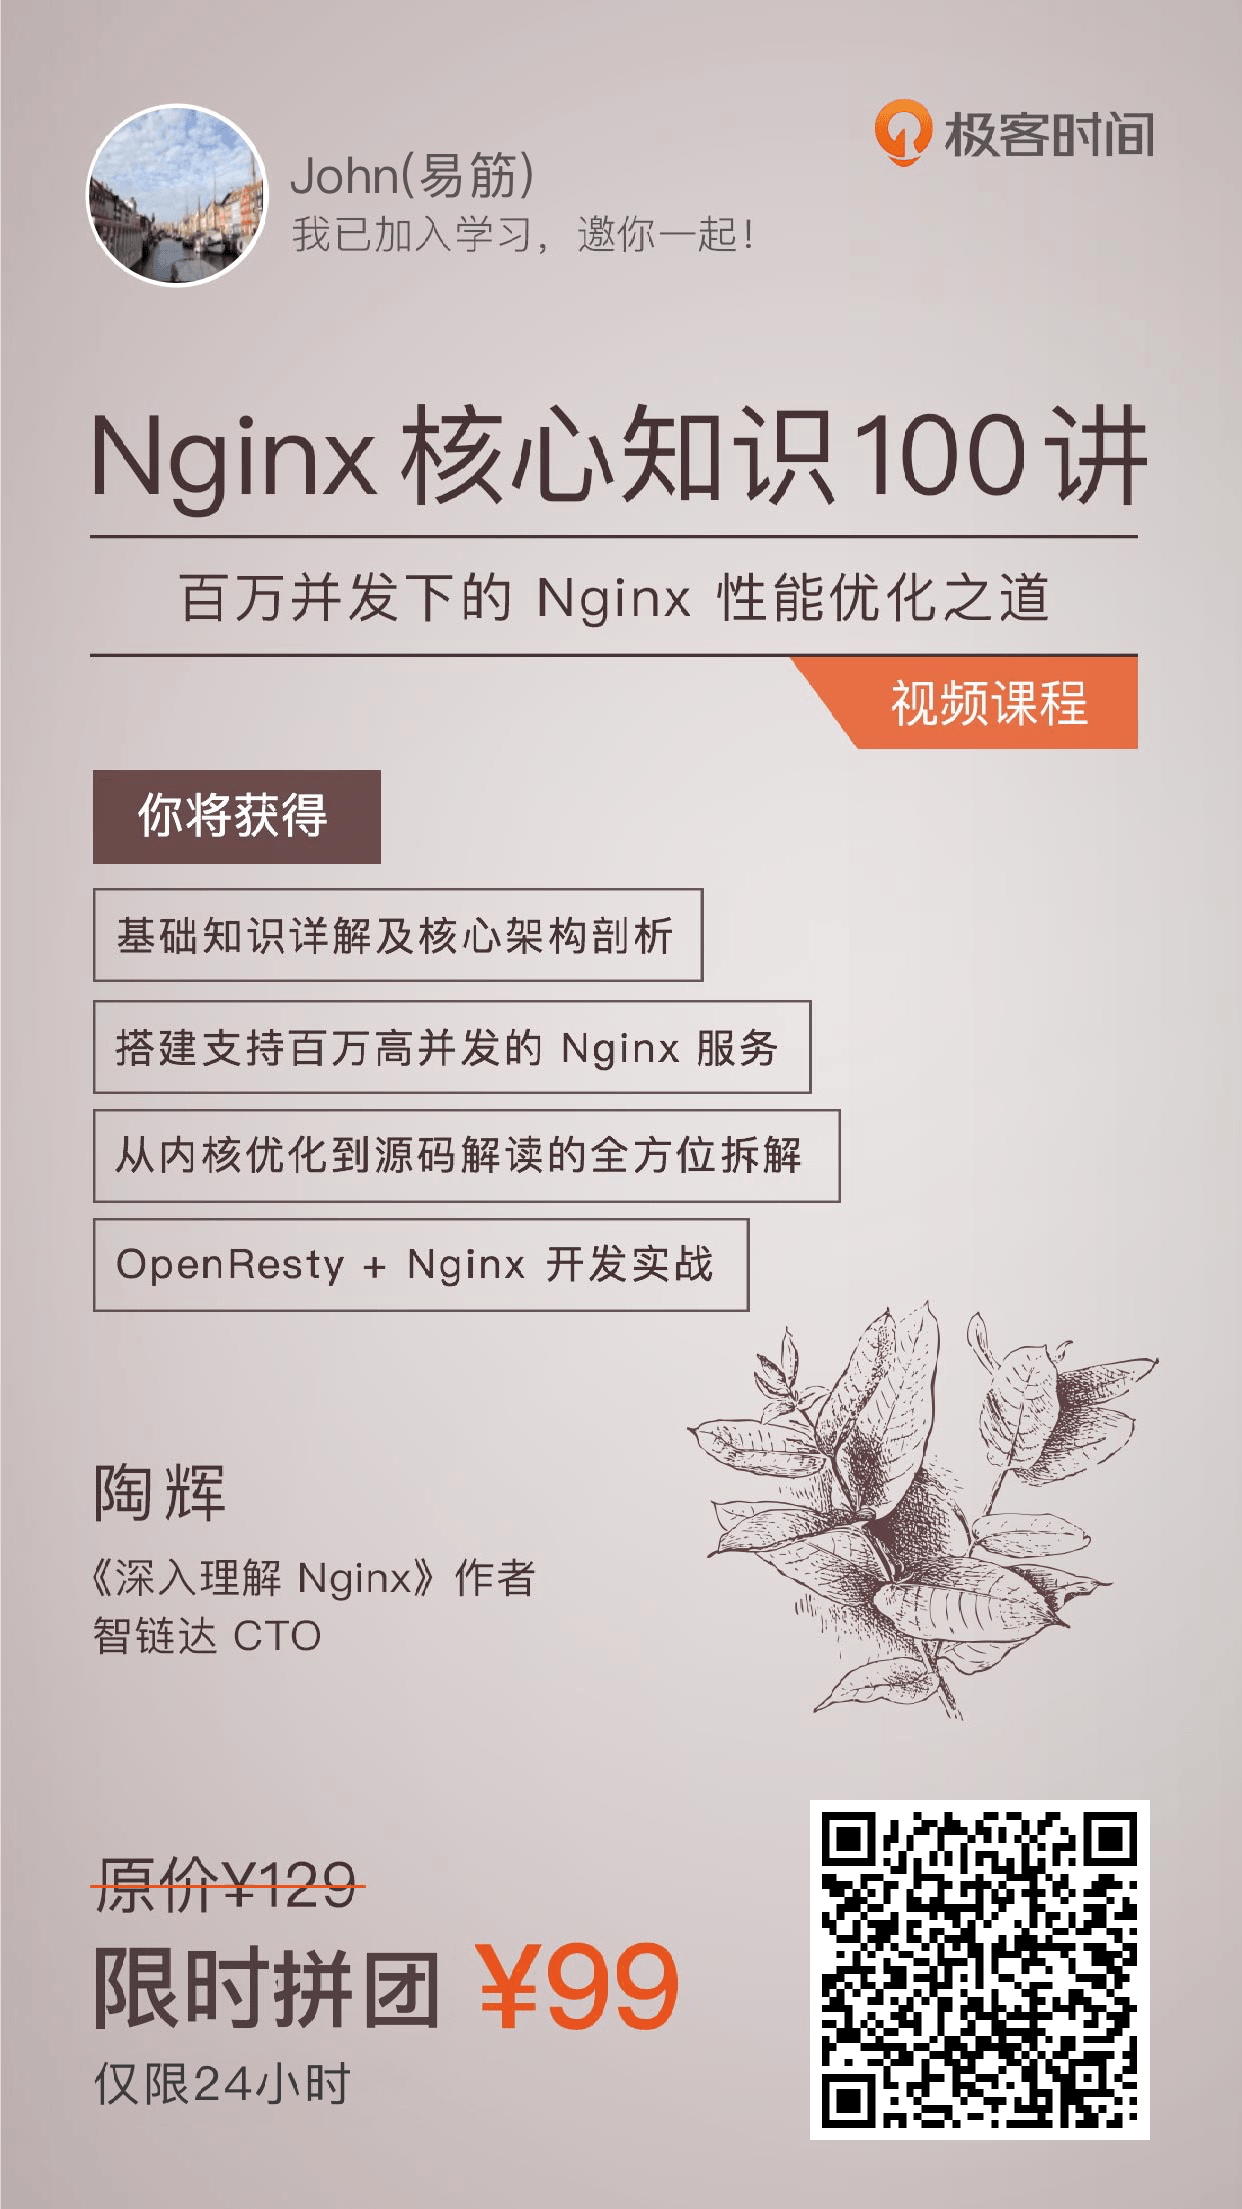 极客时间
John(易筋)
我已加入学习，邀你一起！
Nginx 核心知识100讲
百万并发下的 Nginx 性能优化之道
视频课程
你将获得
基础知识详解及核心架构剖析
搭建支持百万高并发的 Nginx 服务
从内核优化到源码解读的全方位拆解
OpenResty + Nginx 开发实战
陶辉
《深入理解 Nginx》作者
智链达 CTO
原价¥129
限时拼团 ¥99
仅限24小时